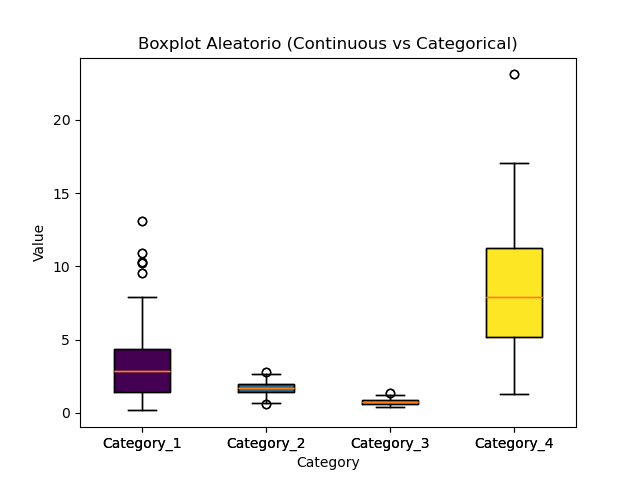 Boxplot Aleatorio (Continuous vs Categorical)
20
15
10
5
0
Value
Category_1 Category_2 Category_3 Category_4
Category